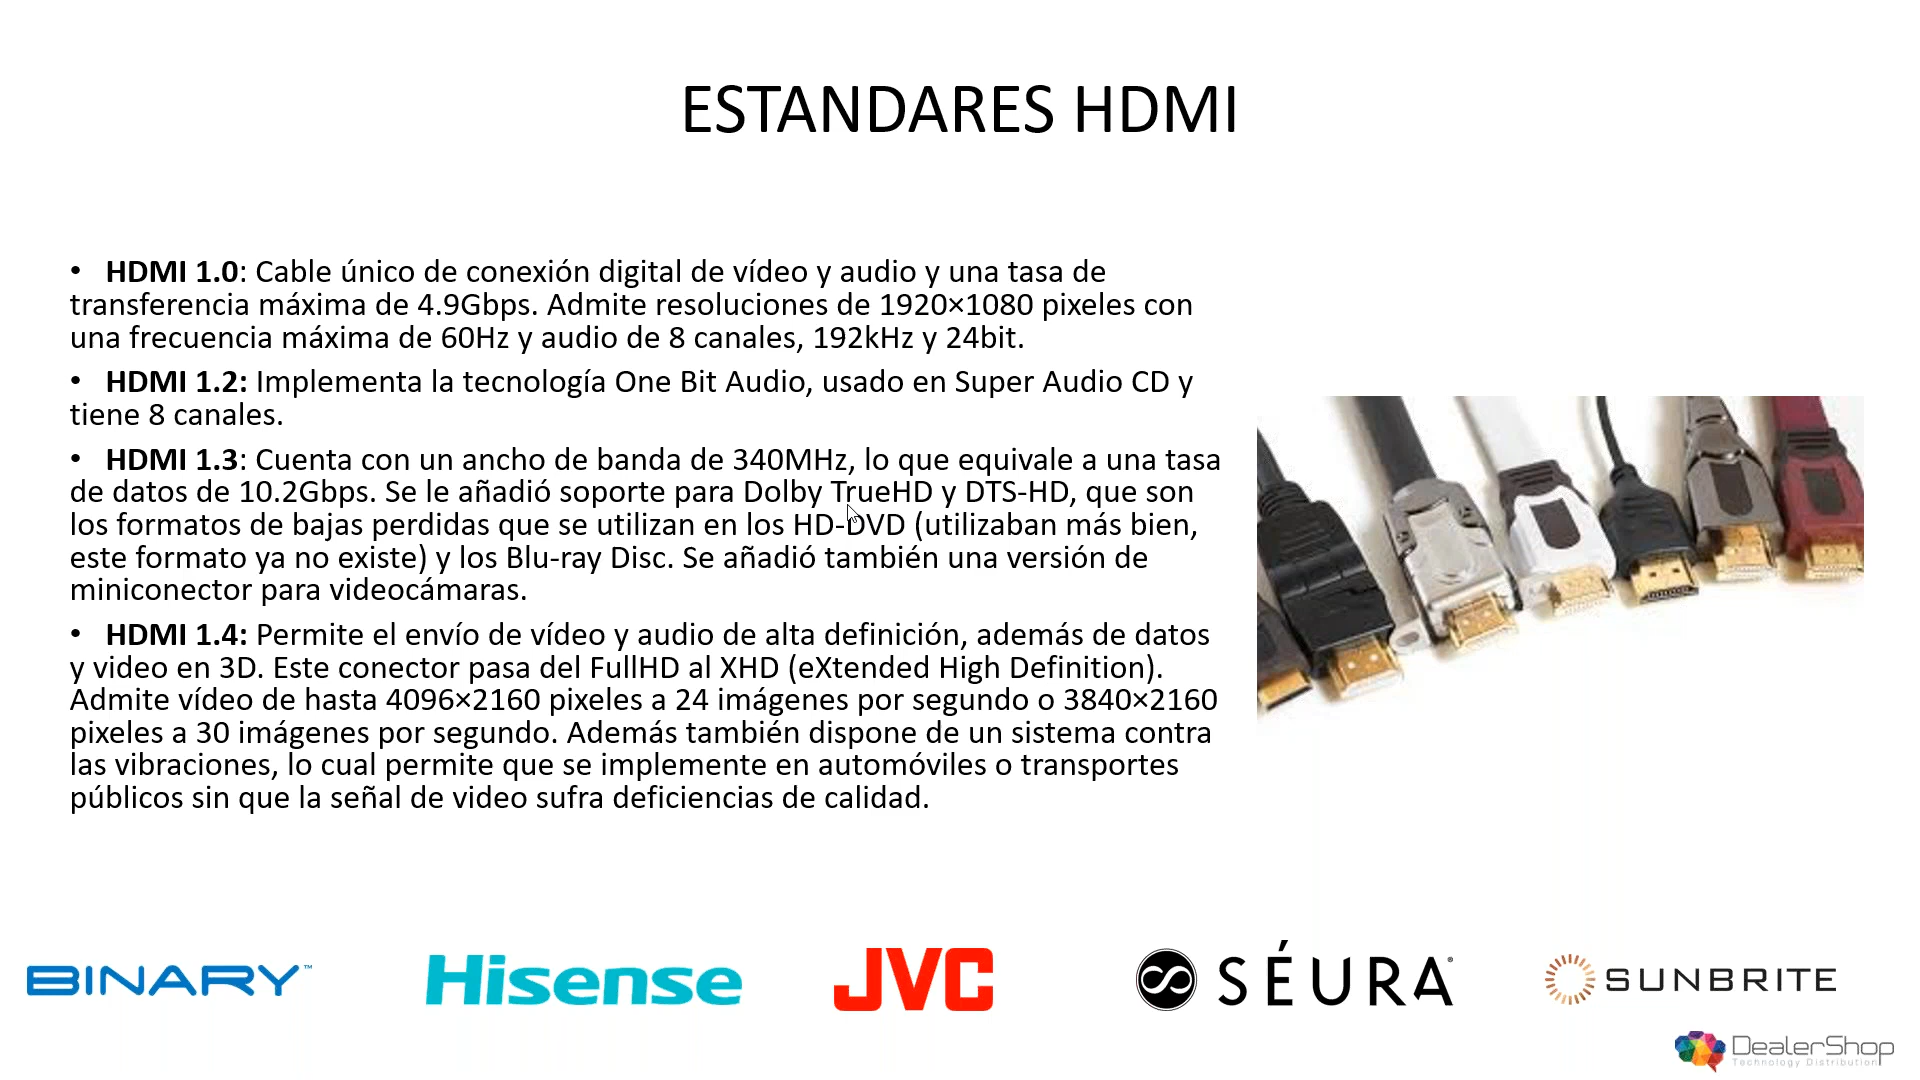 ESTANDARES HDMI
• HDMI 1.0: Cable único de conexión digital de vídeo y audio y una tasa de
transferencia máxima de 4.9Gbps. Admite resoluciones de 1920×1080 pixeles con
una frecuencia máxima de 60Hz y audio de 8 canales, 192kHz y 24bit.
• HDMI 1.2: Implementa la tecnología One Bit Audio, usado en Super Audio CD y
tiene 8 canales.
• HDMI 1.3: Cuenta con un ancho de banda de 340MHz, lo que equivale a una tasa
de datos de 10.2Gbps. Se le añadió soporte para Dolby TrueHD y DTS-HD, que son
los formatos de bajas perdidas que se utilizan en los HD-DVD (utilizaban más bien,
este formato ya no existe) y los Blu-ray Disc. Se añadió también una versión de
miniconector para videocámaras.
• HDMI 1.4: Permite el envío de vídeo y audio de alta definición, además de datos
y video en 3D. Este conector pasa del FullHD al XHD (eXtended High Definition).
Admite vídeo de hasta 4096×2160 pixeles a 24 imágenes por segundo o 3840×2160
pixeles a 30 imágenes por segundo. Además también dispone de un sistema contra
las vibraciones, lo cual permite que se implemente en automóviles o transportes
públicos sin que la señal de video sufra deficiencias de calidad.
BINARY™ Hisense JVC SÉURA® SUNBRITE
DealerShop
Technology Distribution